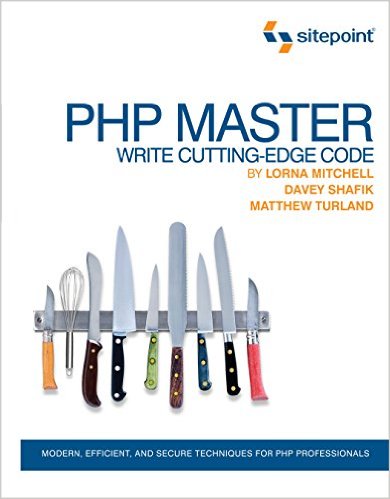 sitepoint®
PHP MASTER
WRITE CUTTING-EDGE CODE
BY LORNA MITCHELL
DAVEY SHAFIK
MATTHEW TURLAND
MODERN, EFFICIENT, AND SECURE TECHNIQUES FOR PHP PROFESSIONALS